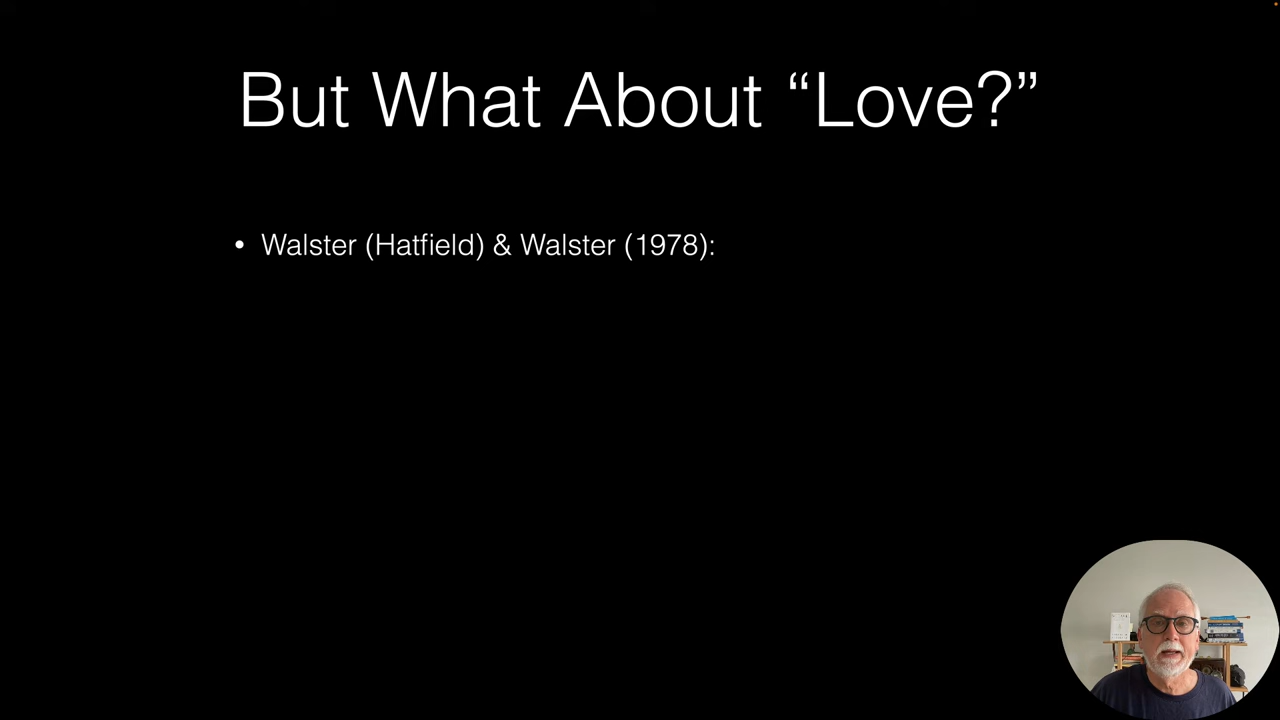 But What About “Love?”
• Walster (Hatfield) & Walster (1978):